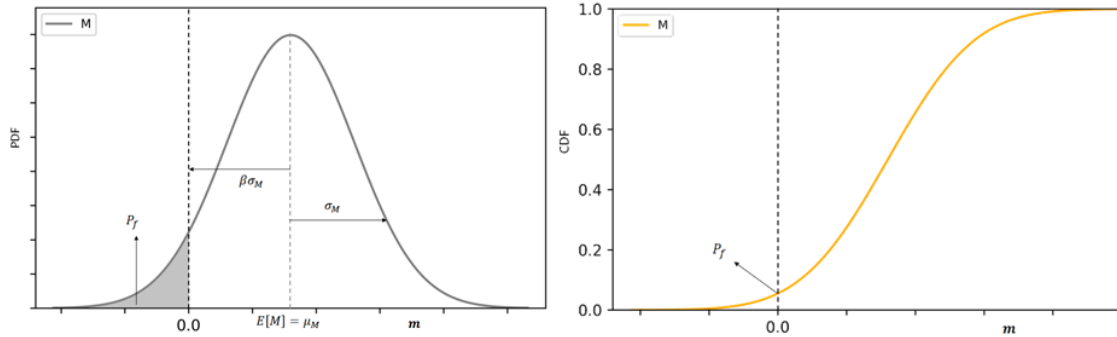 M
PDF
βσ_M
σ_M
P_f
0.0
E[M] = μ_M
m
M
1.0
0.8
0.6
0.4
0.2
0.0
CDF
P_f
0.0
m